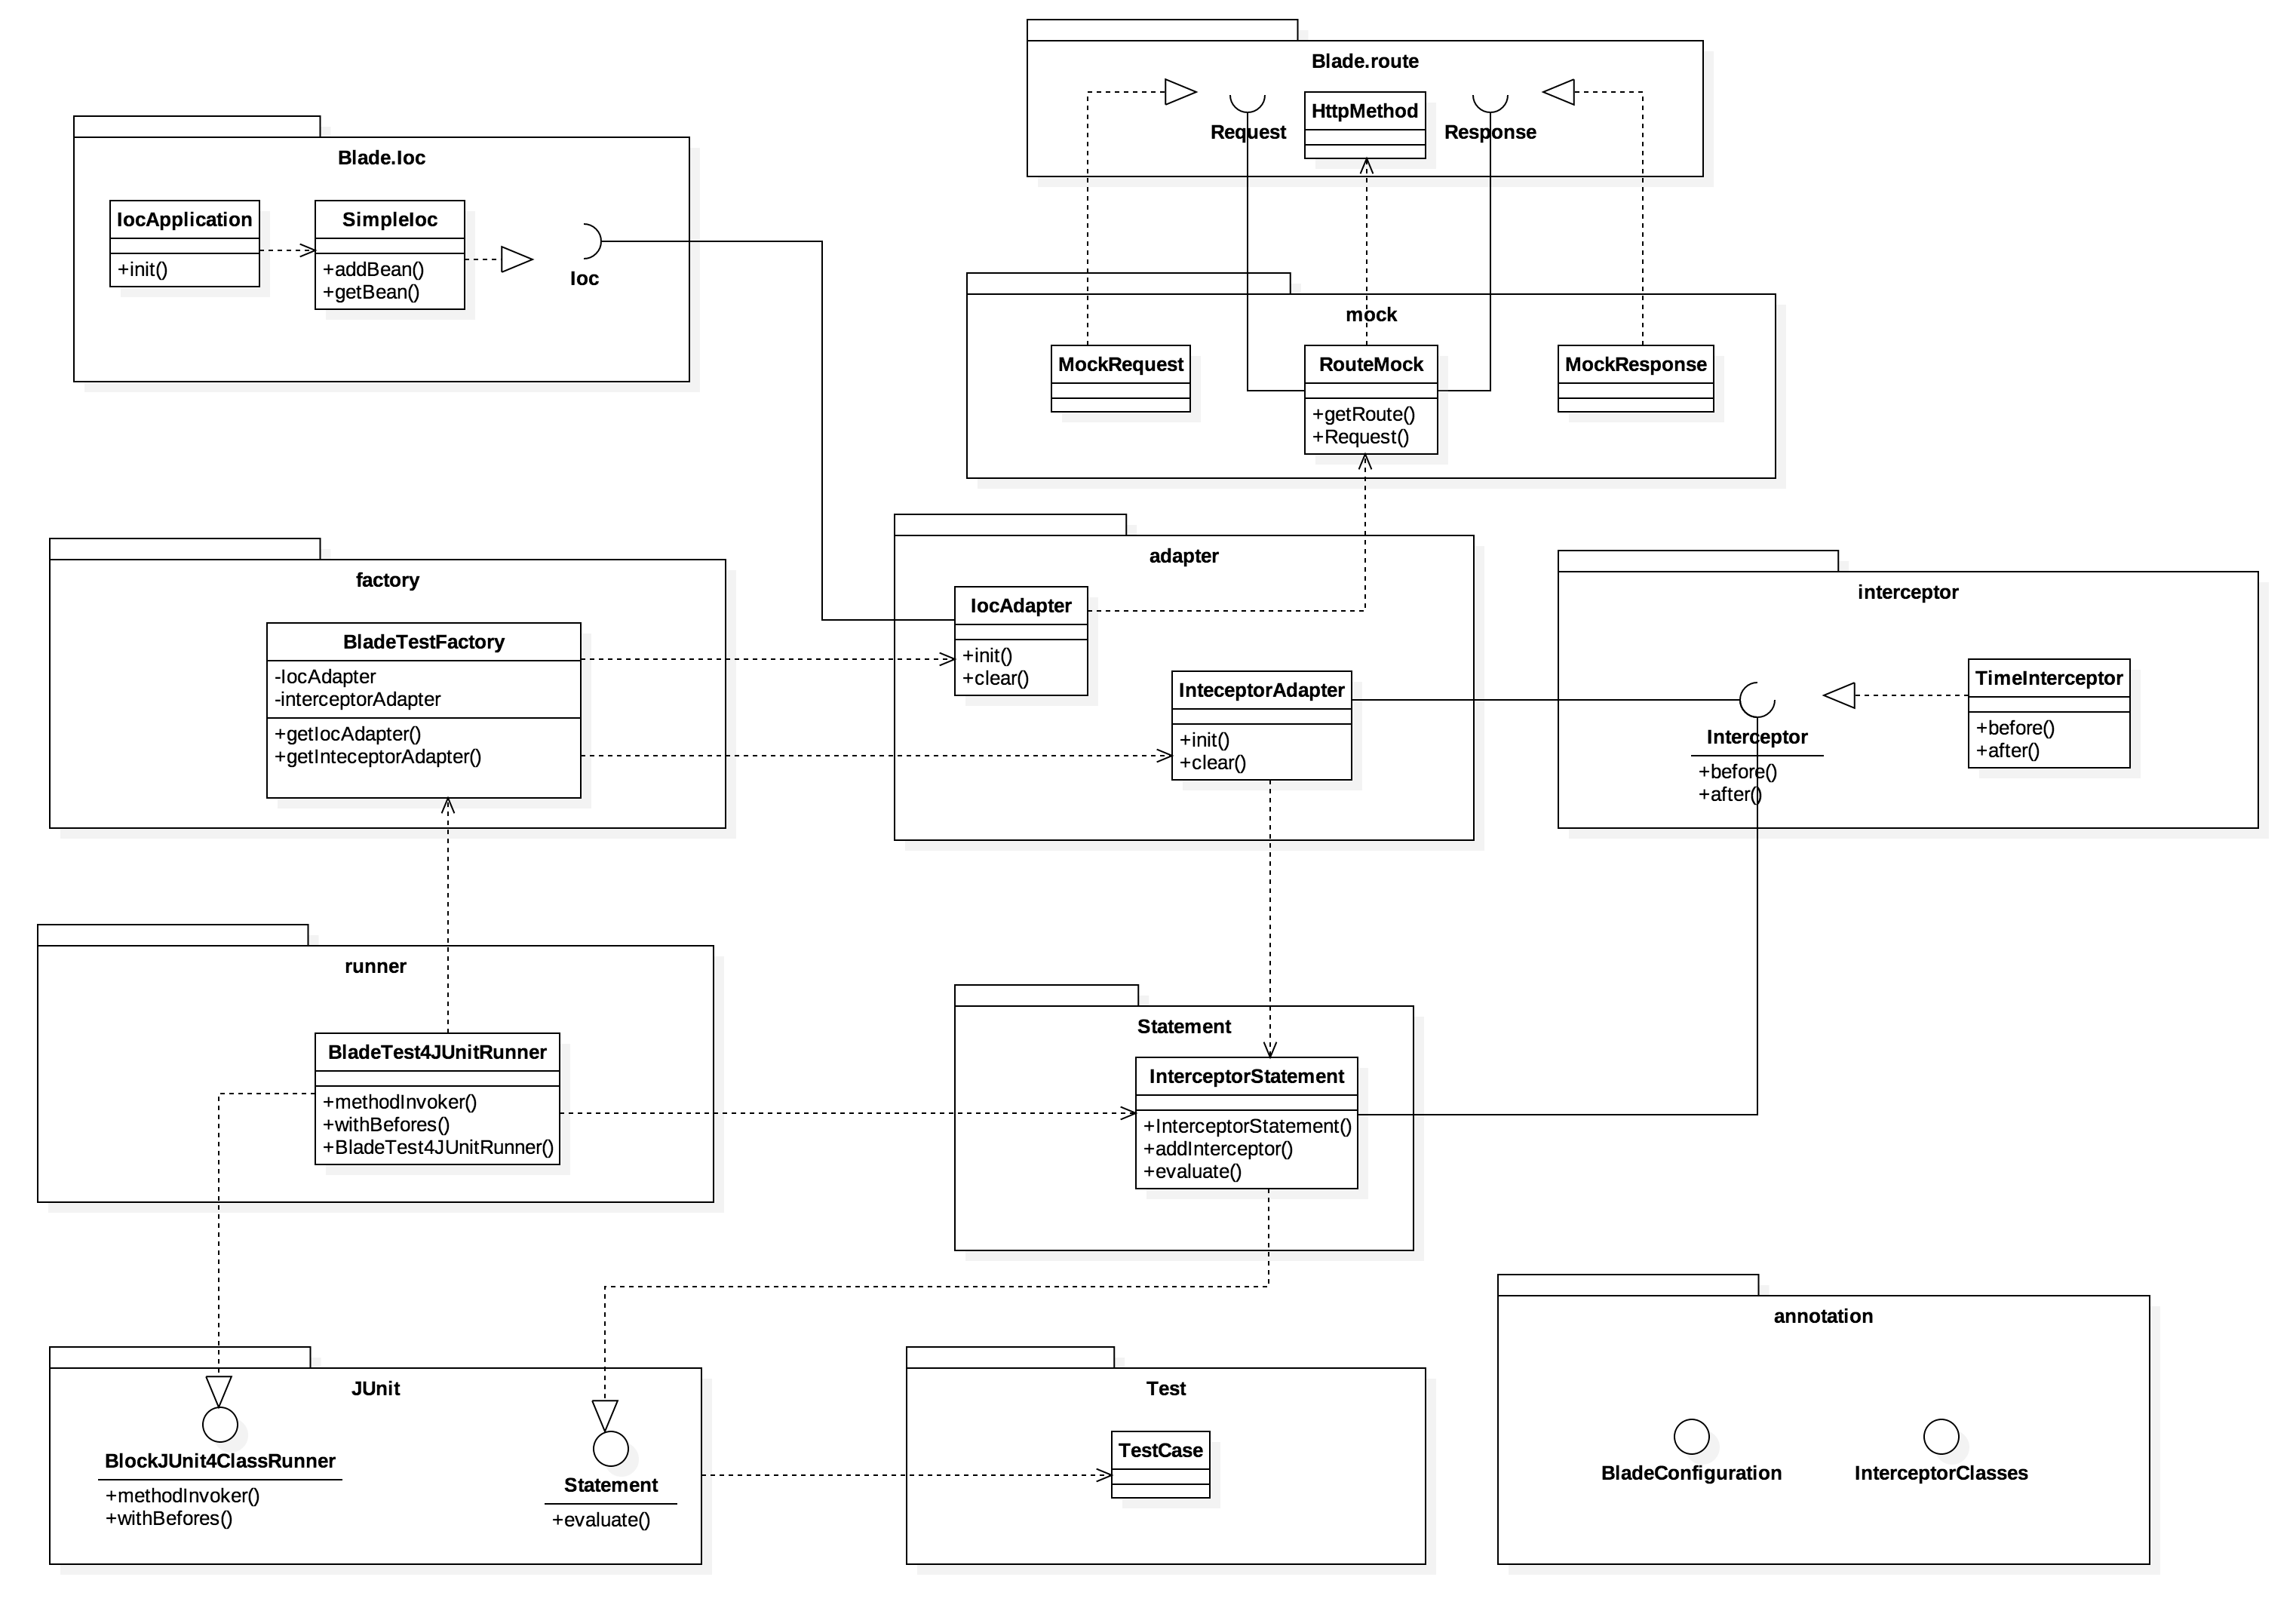 Blade.route
HttpMethod
Request
Response
Blade.Ioc
IocApplication
+init()
SimpleIoc
+addBean()
+getBean()
Ioc
mock
MockRequest
RouteMock
+getRoute()
+Request()
MockResponse
factory
BladeTestFactory
-IocAdapter
-interceptorAdapter
+getIocAdapter()
+getInteceptorAdapter()
adapter
IocAdapter
+init()
+clear()
InteceptorAdapter
+init()
+clear()
interceptor
Interceptor
+before()
+after()
TimeInterceptor
+before()
+after()
runner
BladeTest4JUnitRunner
+methodInvoker()
+withBefores()
+BladeTest4JUnitRunner()
Statement
InterceptorStatement
+InterceptorStatement()
+addInterceptor()
+evaluate()
JUnit
BlockJUnit4ClassRunner
+methodInvoker()
+withBefores()
Statement
+evaluate()
Test
TestCase
annotation
BladeConfiguration
InterceptorClasses